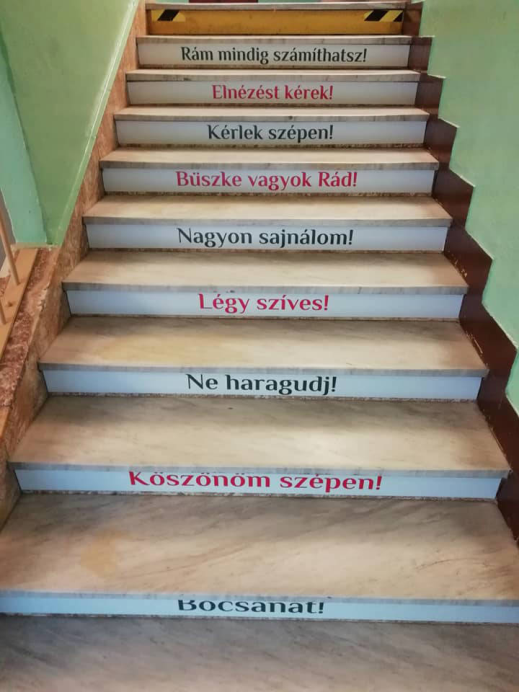 Rám mindig számíthatsz!
Elnézést kérek!
Kérlek szépen!
Büszke vagyok Rád!
Nagyon sajnálom!
Légy szíves!
Ne haragudj!
Köszönöm szépen!
Bocsánat!